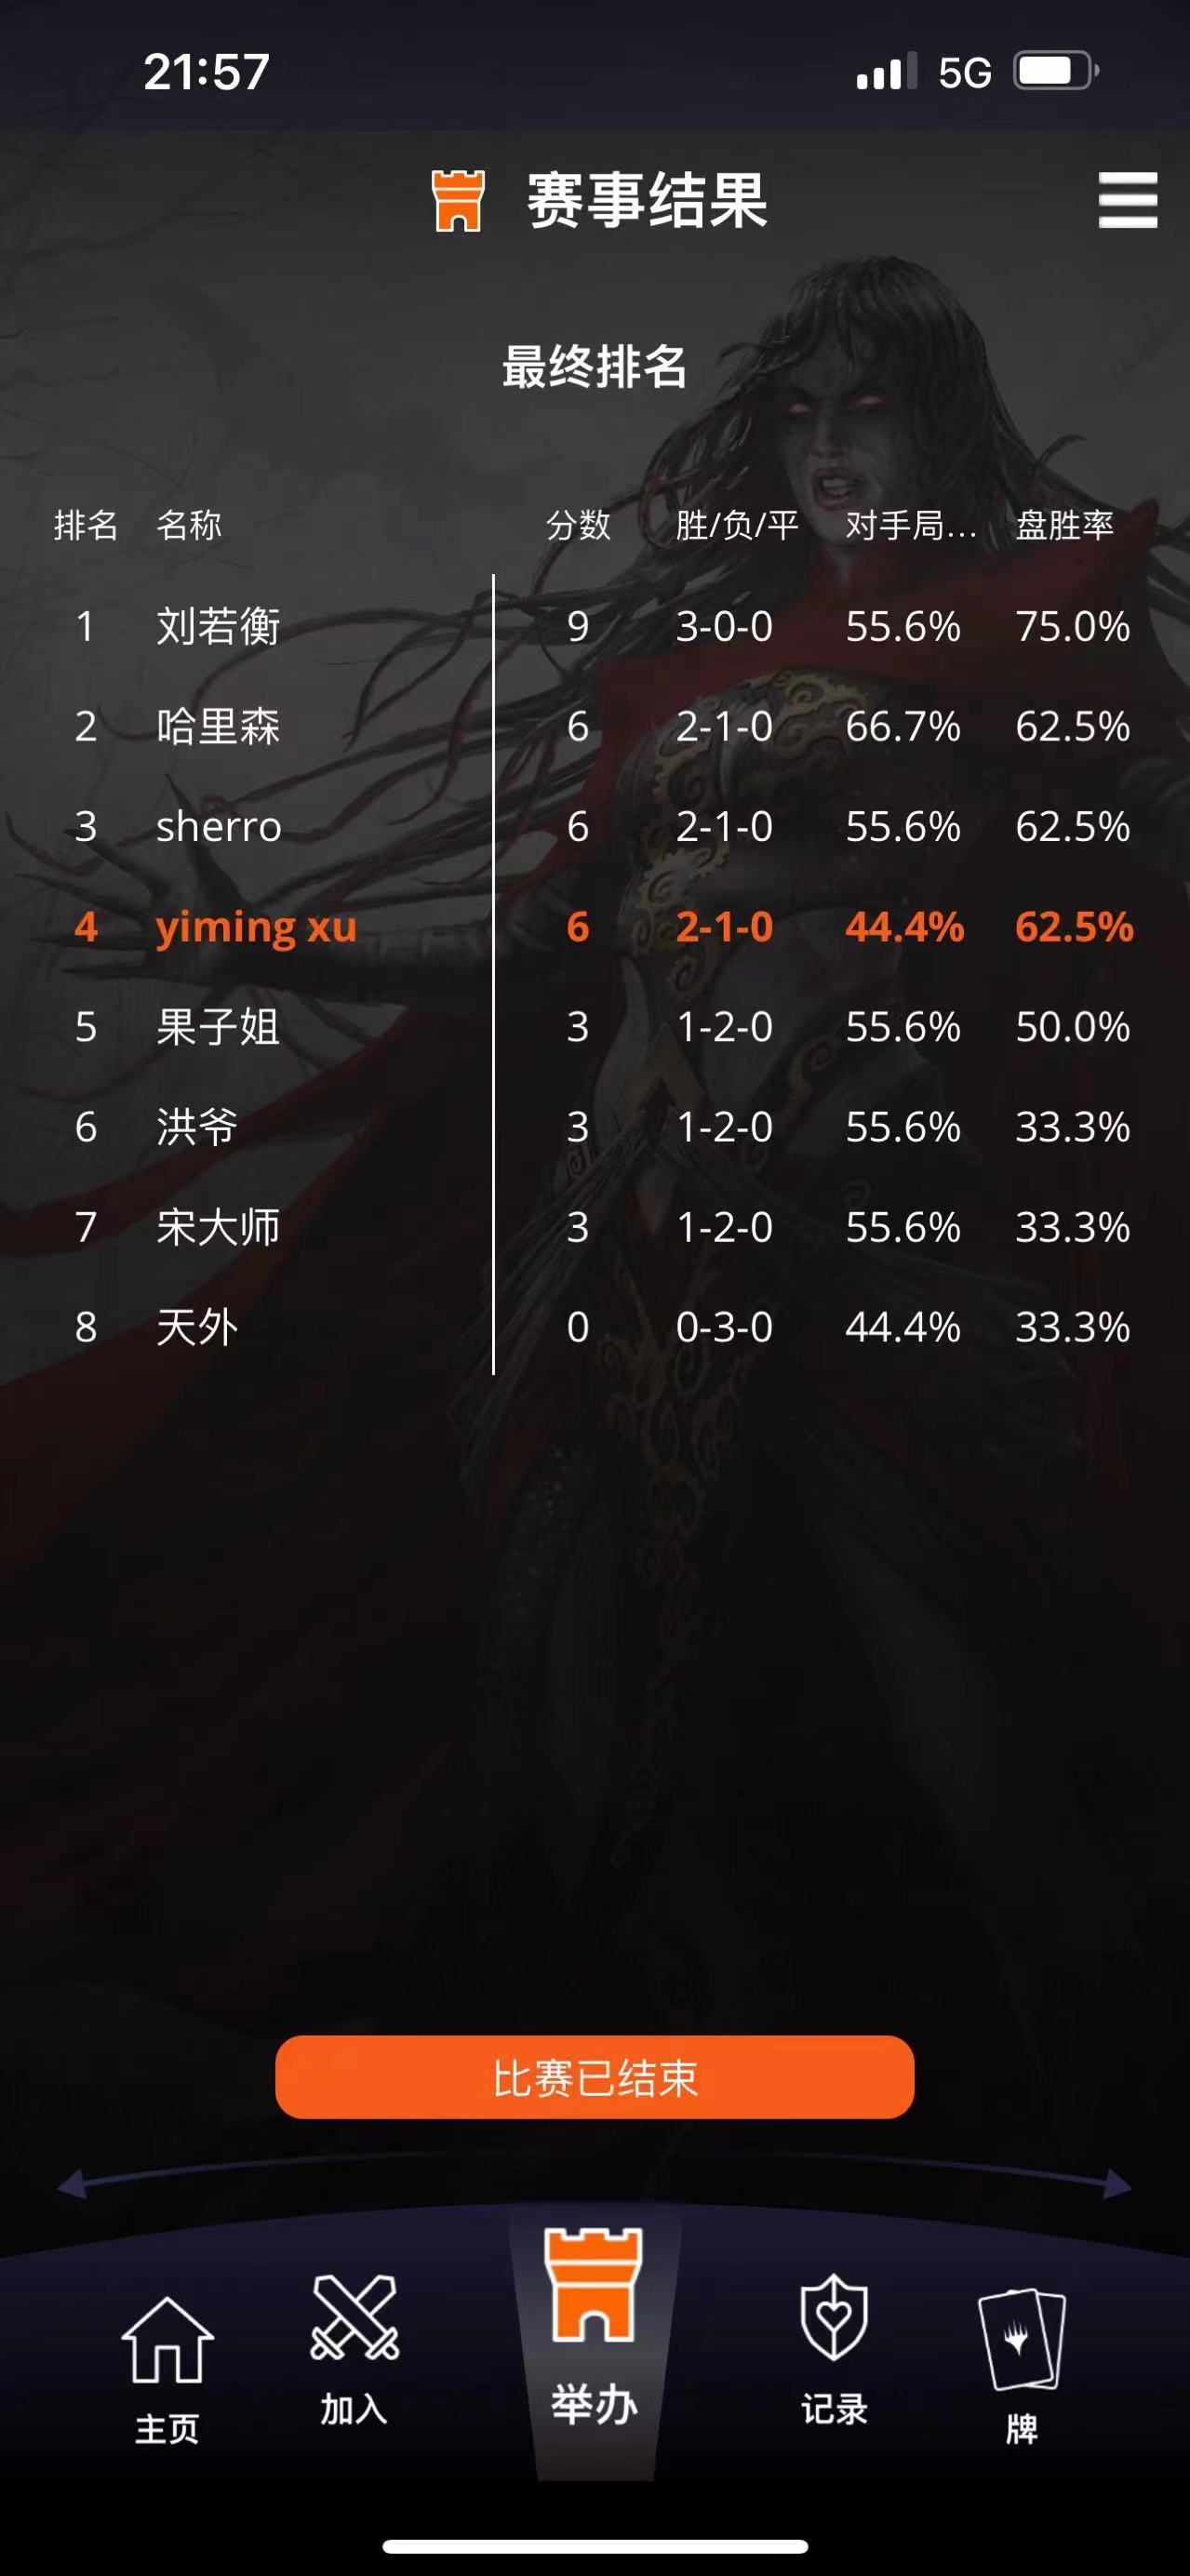 21:57 5G
赛事结果
最终排名
排名 名称 分数 胜/负/平 对手局... 盘胜率
1 刘若衡 9 3-0-0 55.6% 75.0%
2 哈里森 6 2-1-0 66.7% 62.5%
3 sherro 6 2-1-0 55.6% 62.5%
4 yiming xu 6 2-1-0 44.4% 62.5%
5 果子姐 3 1-2-0 55.6% 50.0%
6 洪爷 3 1-2-0 55.6% 33.3%
7 宋大师 3 1-2-0 55.6% 33.3%
8 天外 0 0-3-0 44.4% 33.3%
比赛已结束
主页 加入 举办 记录 牌